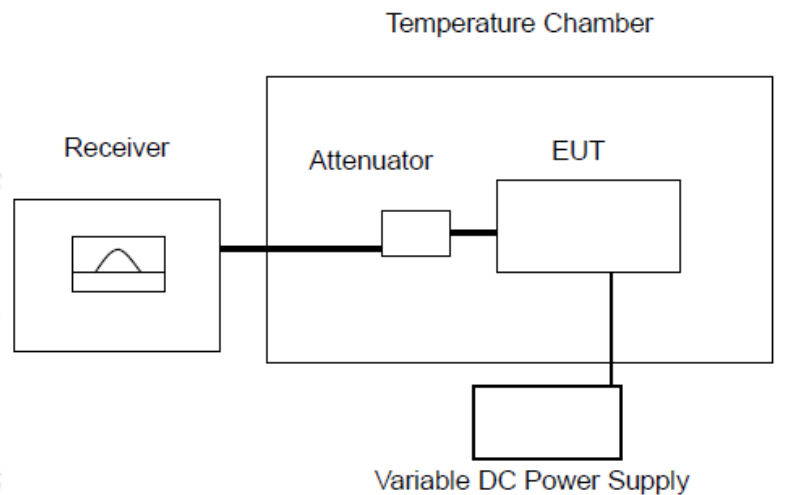 Temperature Chamber
Receiver
Attenuator
EUT
Variable DC Power Supply